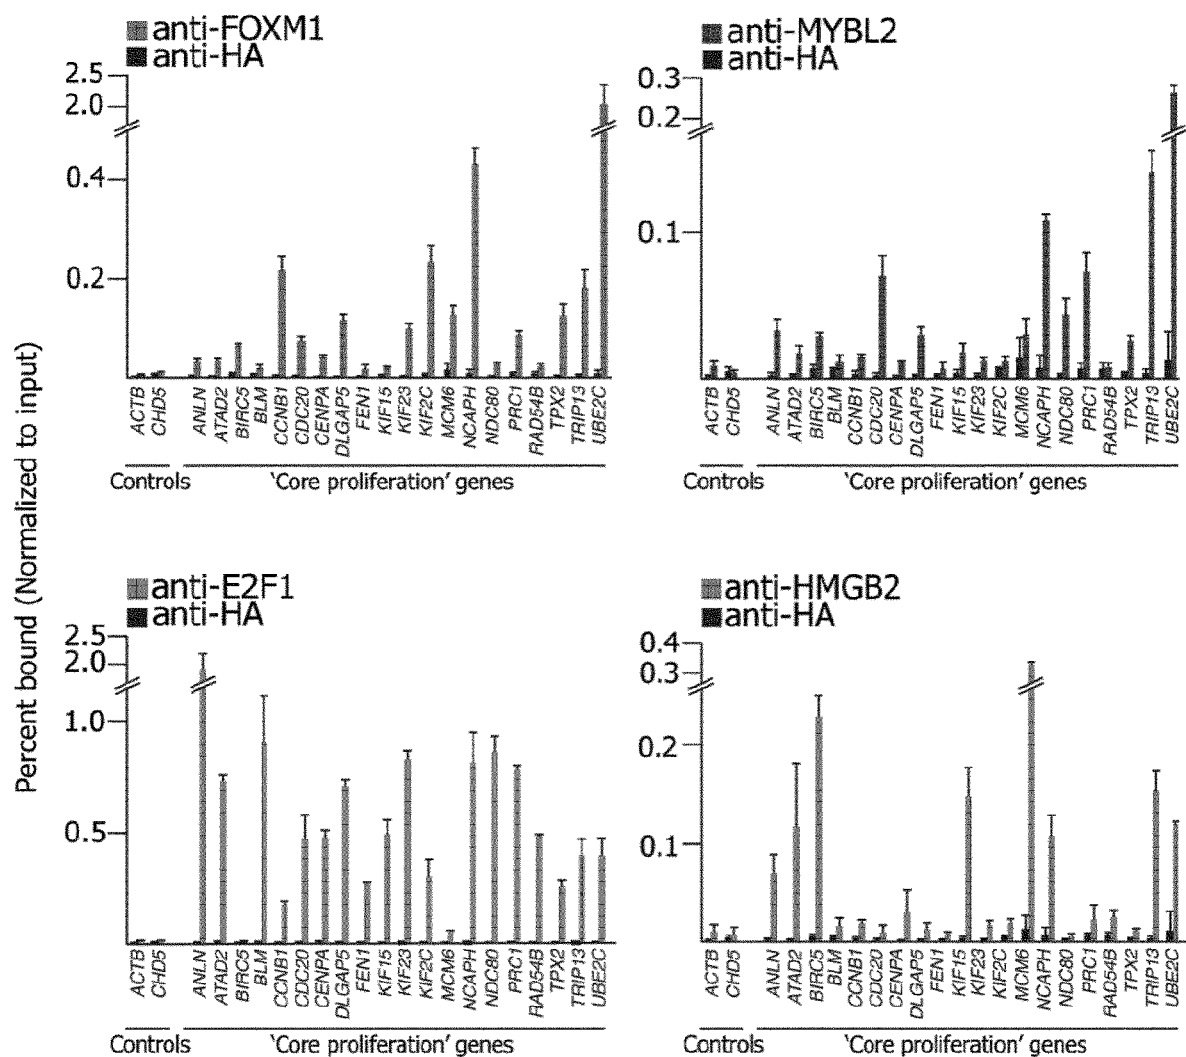 Percent bound (Normalized to input)
anti-FOXM1
anti-HA
2.5
2.0
0.4
0.2
ACTB CHD5 ANLN ATAD2 BIRC5 BLM CCNB1 CDC20 CENPA DLGAP5 FEN1 KIF15 KIF23 KIF2C MCM6 NCAPH NDC80 PRC1 RAD54B TPX2 TRIP13 UBE2C
Controls 'Core proliferation' genes
anti-MYBL2
anti-HA
0.3
0.2
0.1
ACTB CHD5 ANLN ATAD2 BIRC5 BLM CCNB1 CDC20 CENPA DLGAP5 FEN1 KIF15 KIF23 KIF2C MCM6 NCAPH NDC80 PRC1 RAD54B TPX2 TRIP13 UBE2C
Controls 'Core proliferation' genes
anti-E2F1
anti-HA
2.5
2.0
1.0
0.5
ACTB CHD5 ANLN ATAD2 BIRC5 BLM CCNB1 CDC20 CENPA DLGAP5 FEN1 KIF15 KIF23 KIF2C MCM6 NCAPH NDC80 PRC1 RAD54B TPX2 TRIP13 UBE2C
Controls 'Core proliferation' genes
anti-HMGB2
anti-HA
0.4
0.3
0.2
0.1
ACTB CHD5 ANLN ATAD2 BIRC5 BLM CCNB1 CDC20 CENPA DLGAP5 FEN1 KIF15 KIF23 KIF2C MCM6 NCAPH NDC80 PRC1 RAD54B TPX2 TRIP13 UBE2C
Controls 'Core proliferation' genes